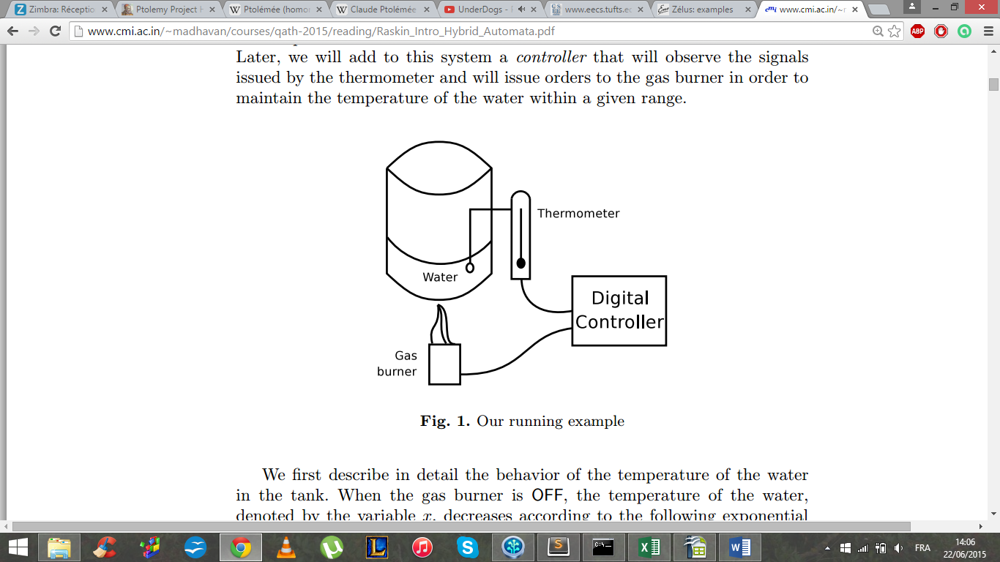 Zimbra: Réceptio
Ptolemy Project H
Ptolémée (homor
Claude Ptolémée
UnderDogs -
www.eecs.tufts.ec
Zélus: examples
www.cmi.ac.in/~r
www.cmi.ac.in/~madhavan/courses/qath-2015/reading/Raskin_Intro_Hybrid_Automata.pdf
ABP
Later, we will add to this system a controller that will observe the signals
issued by the thermometer and will issue orders to the gas burner in order to
maintain the temperature of the water within a given range.
Thermometer
Water
Digital
Controller
Gas
burner
Fig. 1. Our running example
We first describe in detail the behavior of the temperature of the water
in the tank. When the gas burner is OFF, the temperature of the water,
denoted by the variable x, decreases according to the following exponential
FRA
14:06
22/06/2015